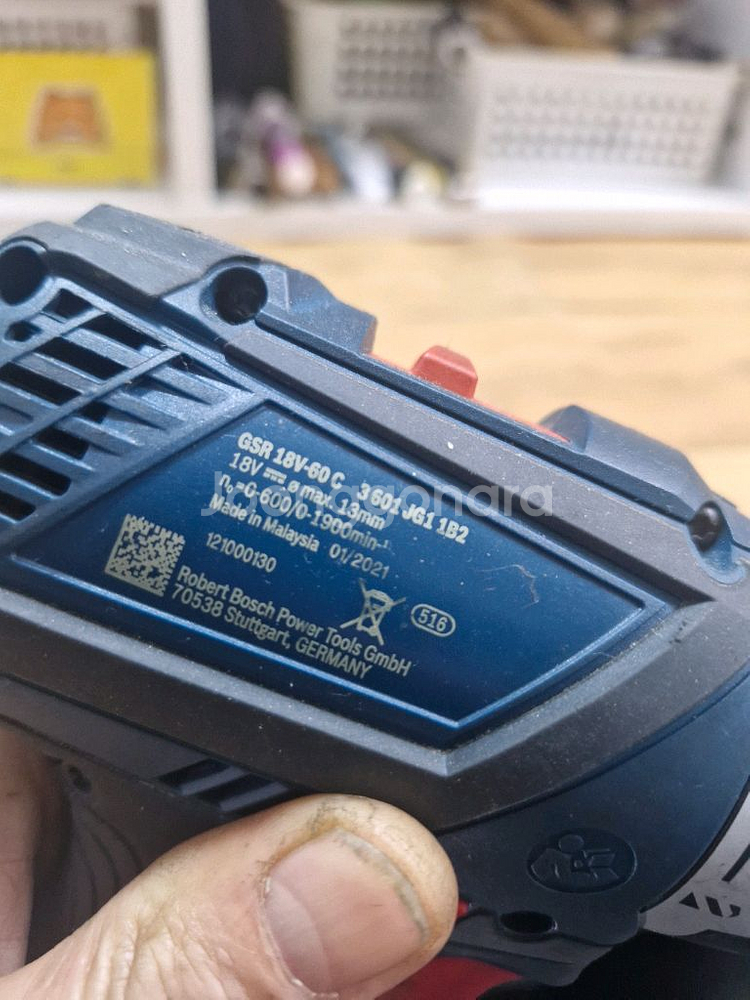 GSR 18V-60 C 3 601 JG1 1B2
18V ⎓ ø max. 13mm
n₀=0-600/0-1900min⁻¹
Made in Malaysia 01/2021
121000130
Robert Bosch Power Tools GmbH
70538 Stuttgart, GERMANY
516
Joongonara